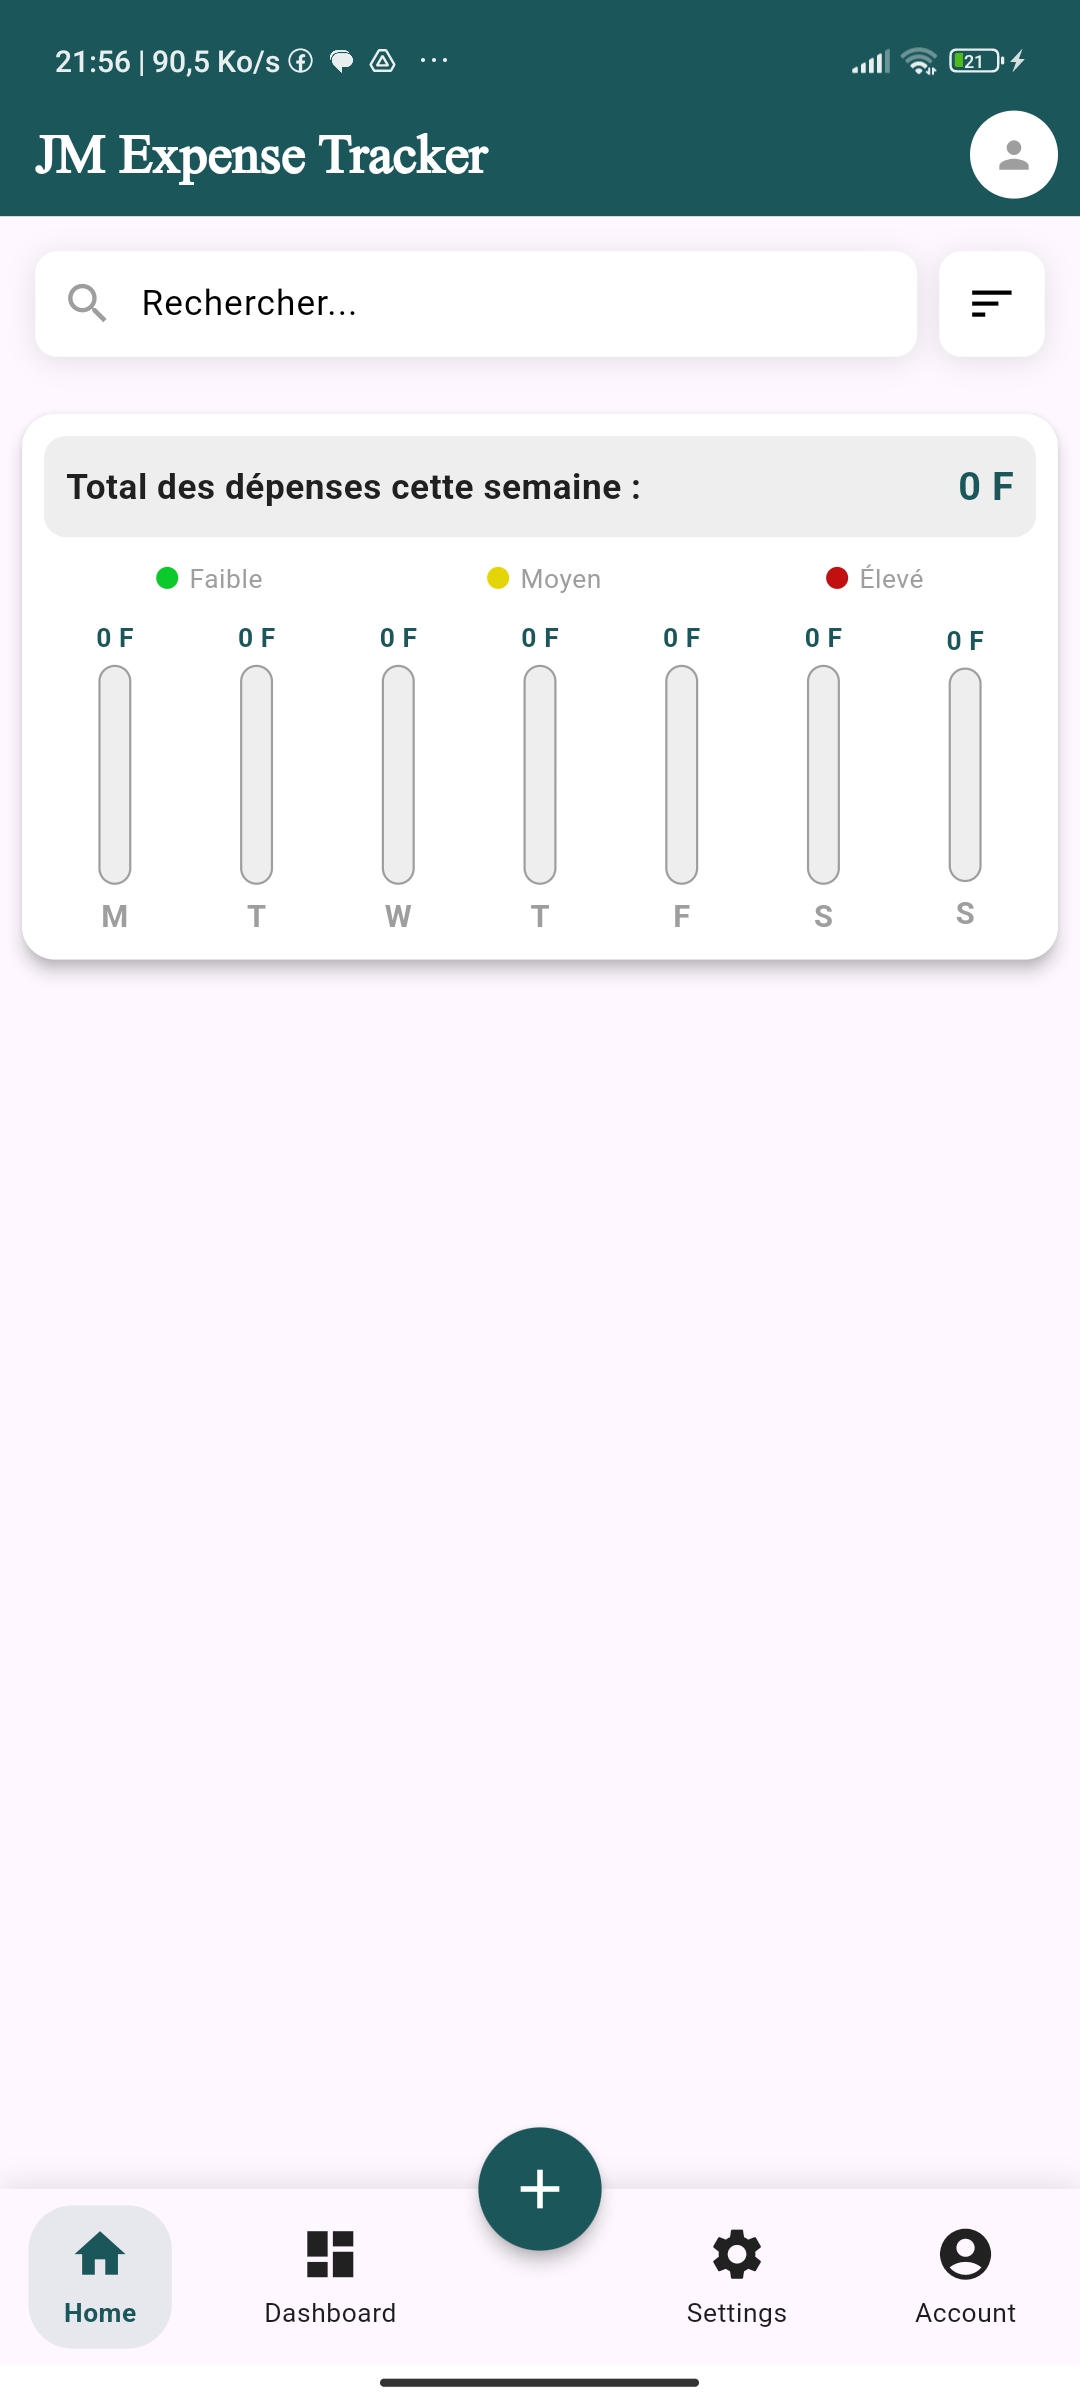 21:56 | 90,5 Ko/s ... 21
JM Expense Tracker
Rechercher...
Total des dépenses cette semaine : 0 F
Faible Moyen Élevé
0 F 0 F 0 F 0 F 0 F 0 F 0 F
M T W T F S S
Home Dashboard Settings Account